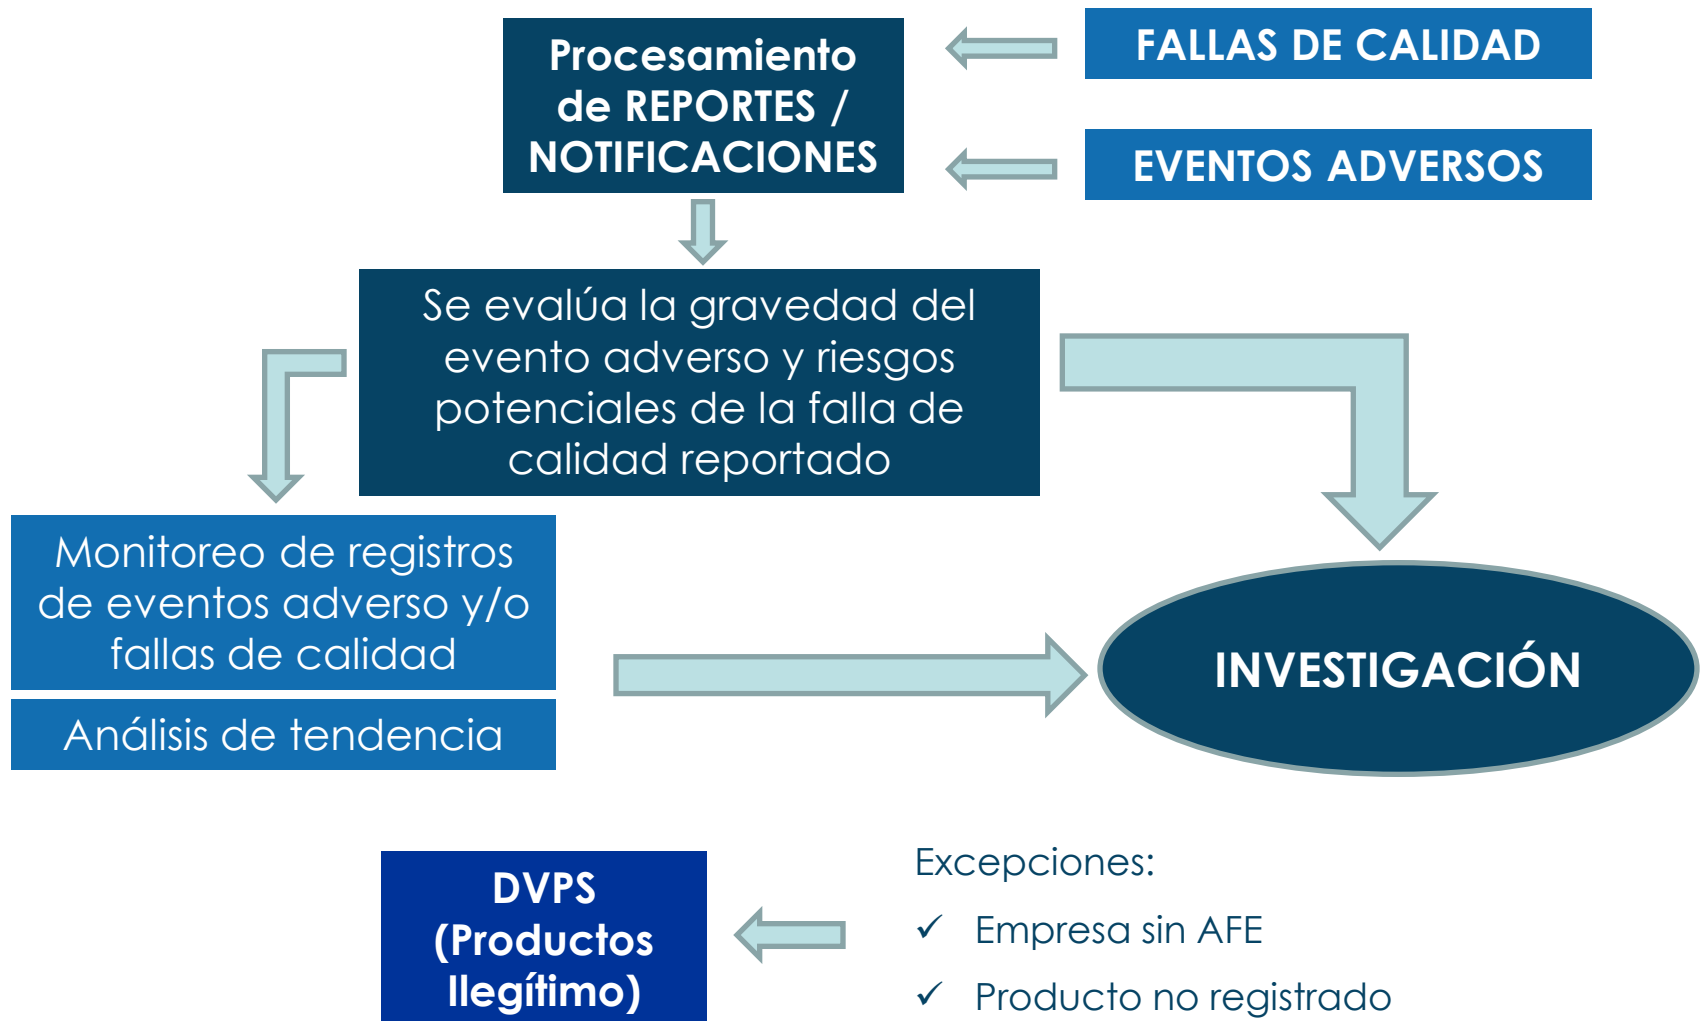 Procesamiento
de REPORTES /
NOTIFICACIONES
FALLAS DE CALIDAD
EVENTOS ADVERSOS
Se evalúa la gravedad del
evento adverso y riesgos
potenciales de la falla de
calidad reportado
Monitoreo de registros
de eventos adverso y/o
fallas de calidad
Análisis de tendencia
INVESTIGACIÓN
DVPS
(Productos
Ilegítimo)
Excepciones:
✓ Empresa sin AFE
✓ Producto no registrado